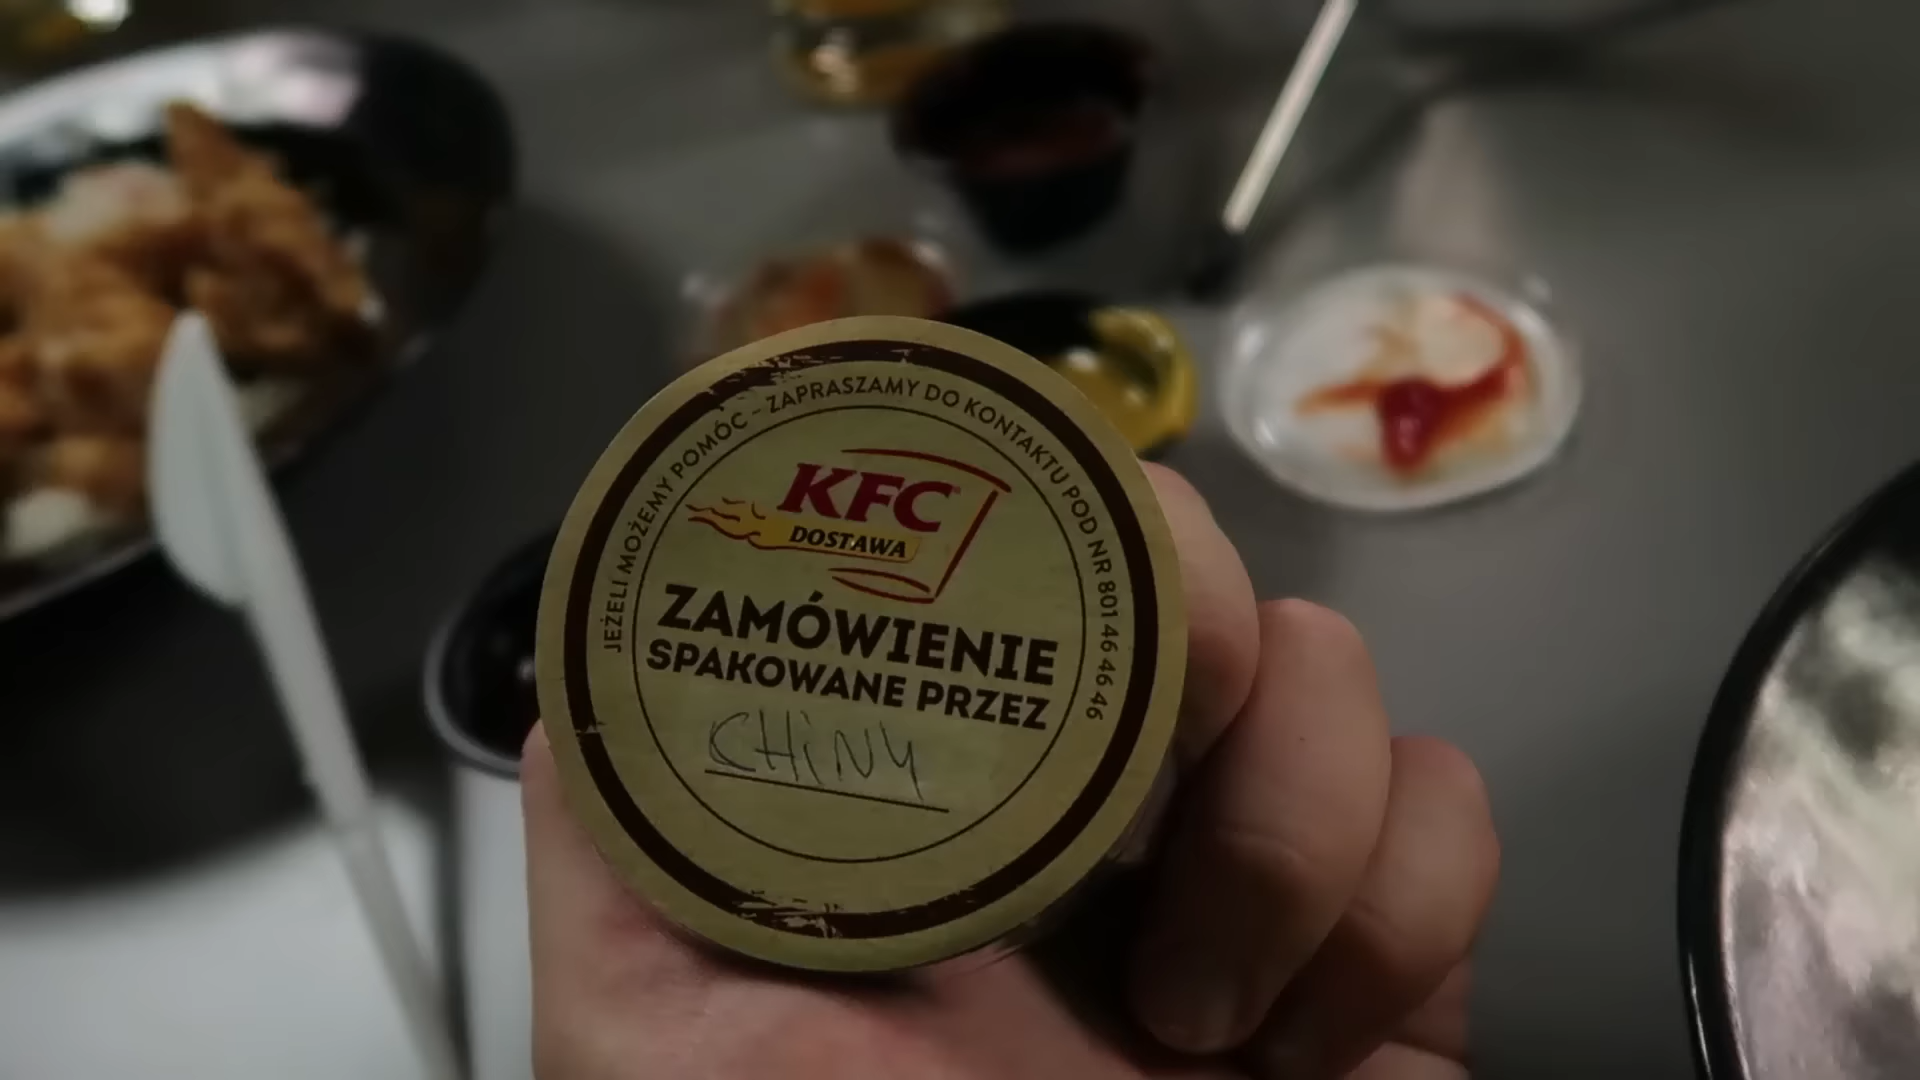 JEŻELI MOŻEMY POMÓC - ZAPRASZAMY DO KONTAKTU POD NR 801 46 46 46
KFC
DOSTAWA
ZAMÓWIENIE
SPAKOWANE PRZEZ
CHiNY